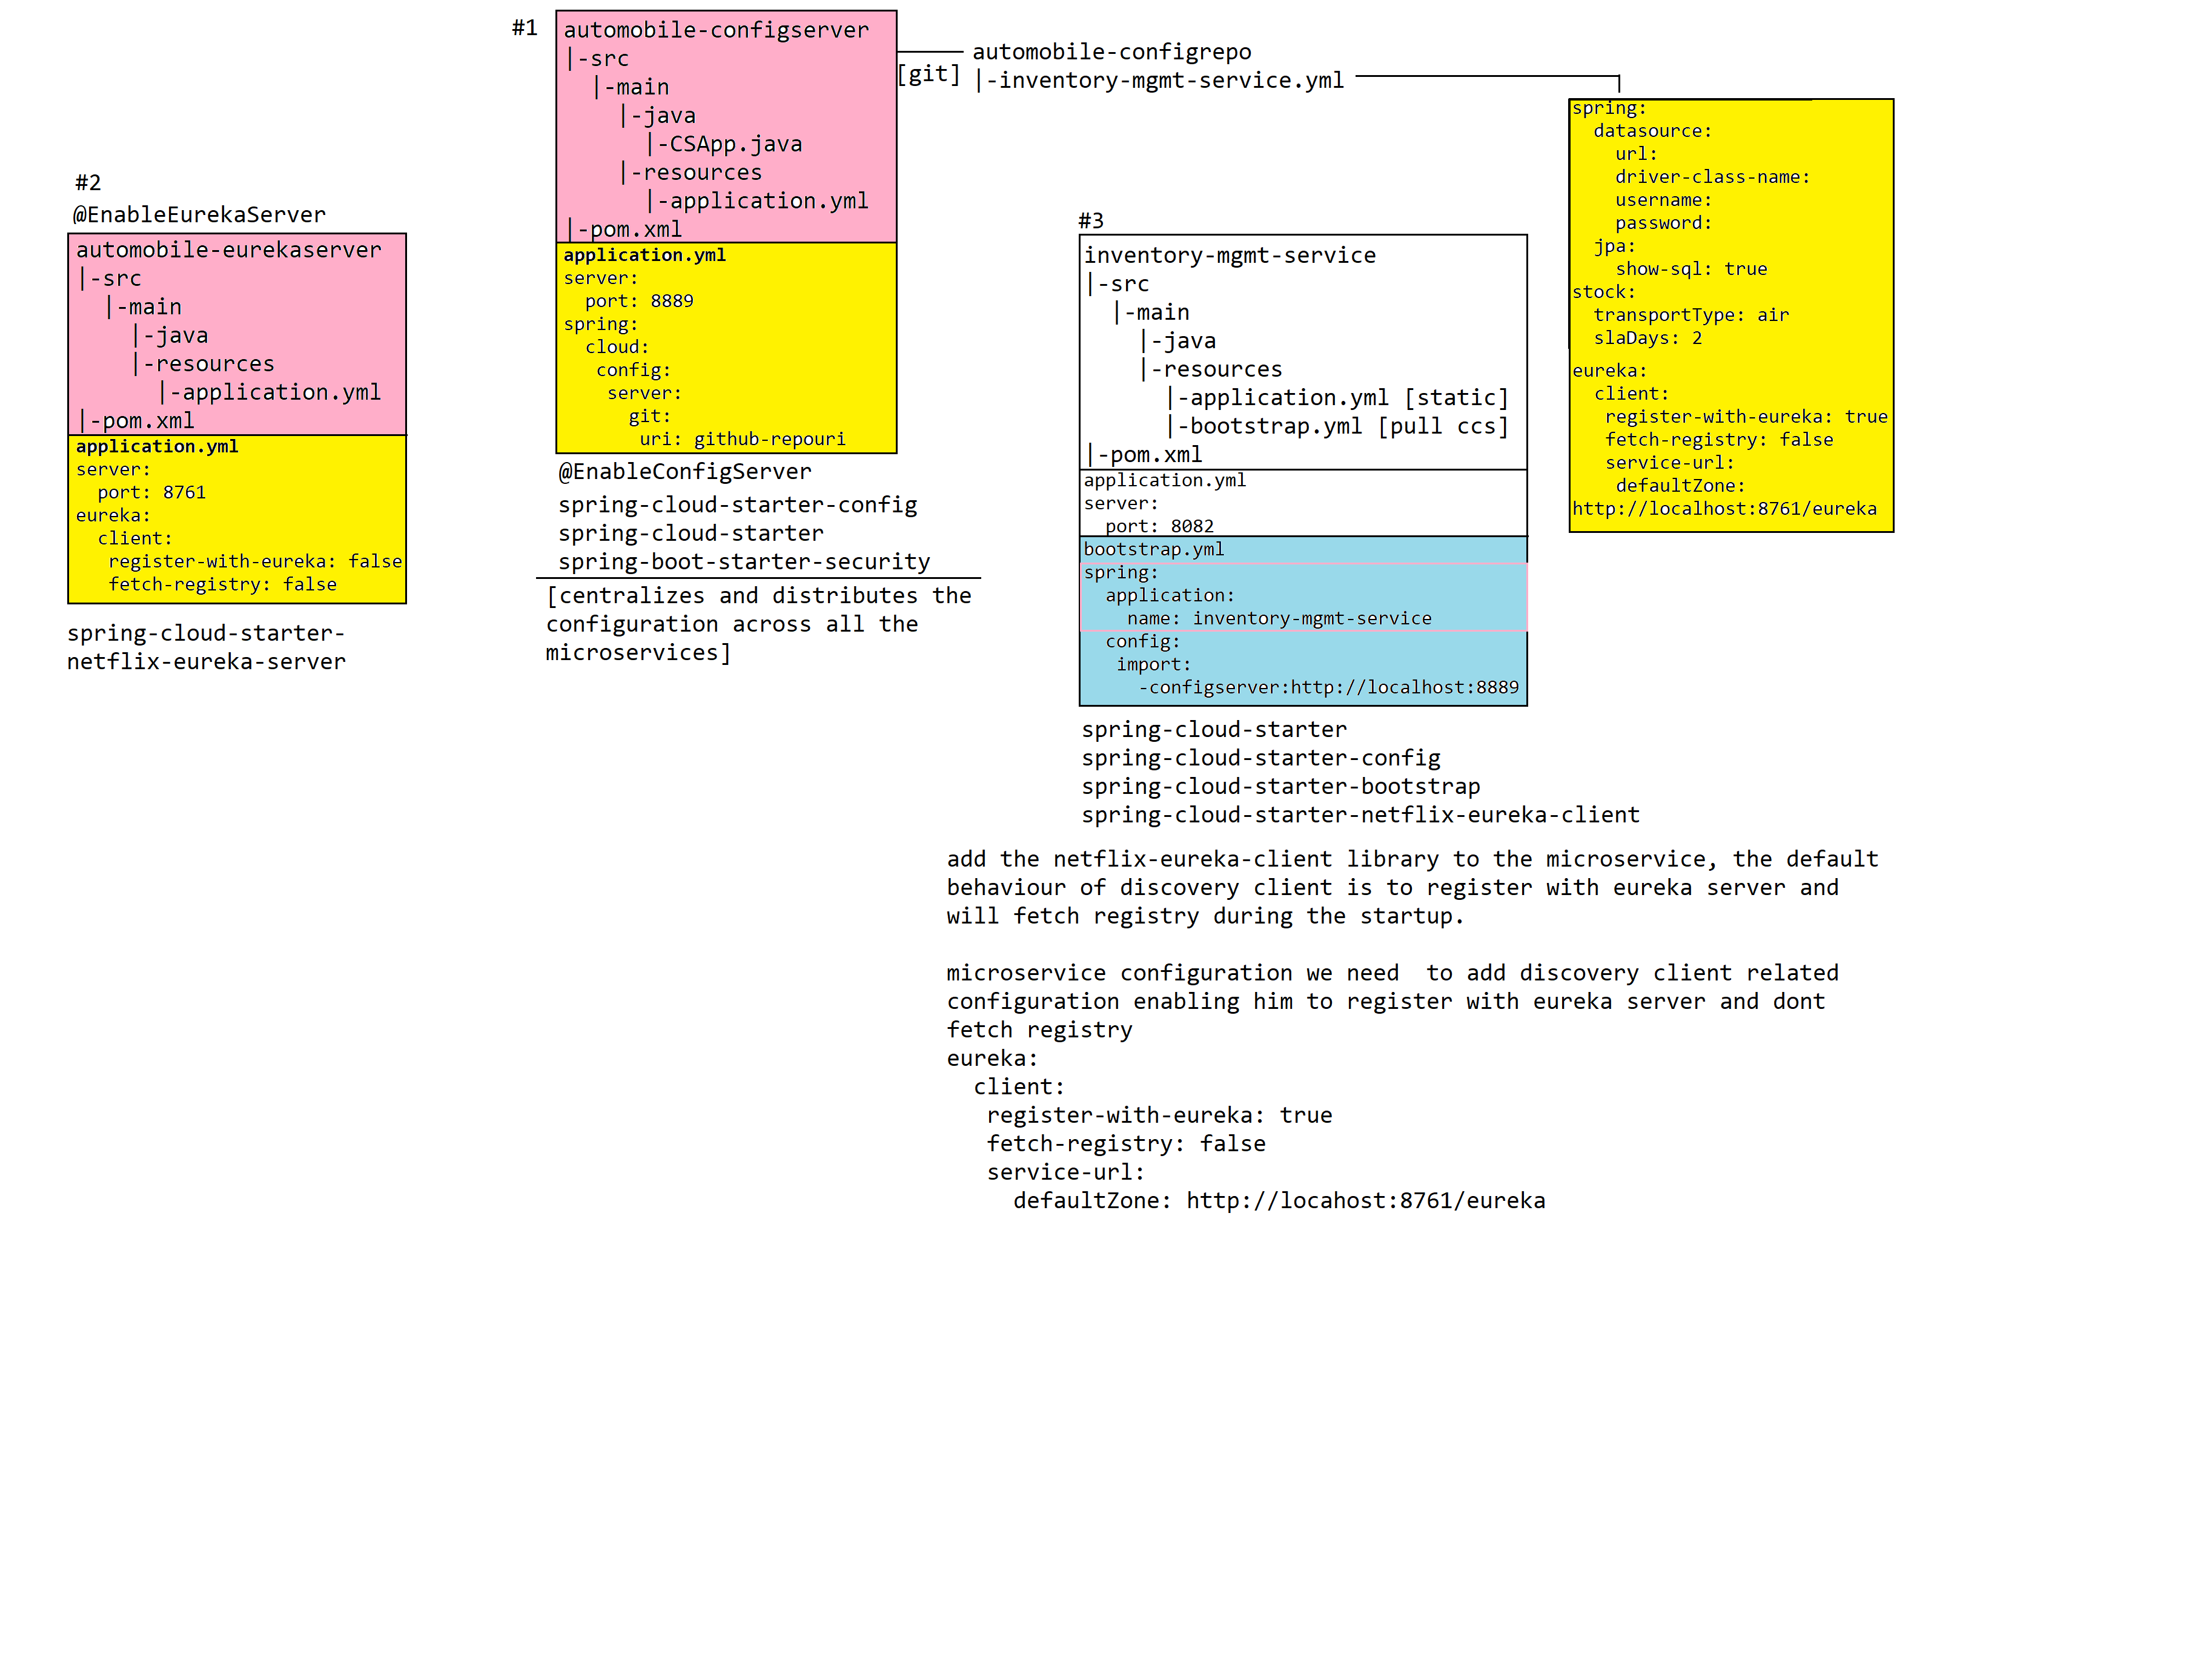 #1
automobile-configserver
|-src
  |-main
    |-java
      |-CSApp.java
    |-resources
      |-application.yml
|-pom.xml
application.yml
server:
  port: 8889
spring:
  cloud:
   config:
    server:
      git:
       uri: github-repouri
@EnableConfigServer
spring-cloud-starter-config
spring-cloud-starter
spring-boot-starter-security
[centralizes and distributes the
configuration across all the
microservices]
[git]
automobile-configrepo
|-inventory-mgmt-service.yml
spring:
  datasource:
    url:
    driver-class-name:
    username:
    password:
  jpa:
    show-sql: true
stock:
  transportType: air
  slaDays: 2
eureka:
  client:
   register-with-eureka: true
   fetch-registry: false
   service-url:
    defaultZone:
http://localhost:8761/eureka
#2
@EnableEurekaServer
automobile-eurekaserver
|-src
  |-main
    |-java
    |-resources
      |-application.yml
|-pom.xml
application.yml
server:
  port: 8761
eureka:
  client:
   register-with-eureka: false
   fetch-registry: false
spring-cloud-starter-
netflix-eureka-server
#3
inventory-mgmt-service
|-src
  |-main
    |-java
    |-resources
      |-application.yml [static]
      |-bootstrap.yml [pull ccs]
|-pom.xml
application.yml
server:
  port: 8082
bootstrap.yml
spring:
  application:
    name: inventory-mgmt-service
  config:
   import:
     -configserver:http://localhost:8889
spring-cloud-starter
spring-cloud-starter-config
spring-cloud-starter-bootstrap
spring-cloud-starter-netflix-eureka-client
add the netflix-eureka-client library to the microservice, the default
behaviour of discovery client is to register with eureka server and
will fetch registry during the startup.
microservice configuration we need  to add discovery client related
configuration enabling him to register with eureka server and dont
fetch registry
eureka:
  client:
   register-with-eureka: true
   fetch-registry: false
   service-url:
     defaultZone: http://locahost:8761/eureka